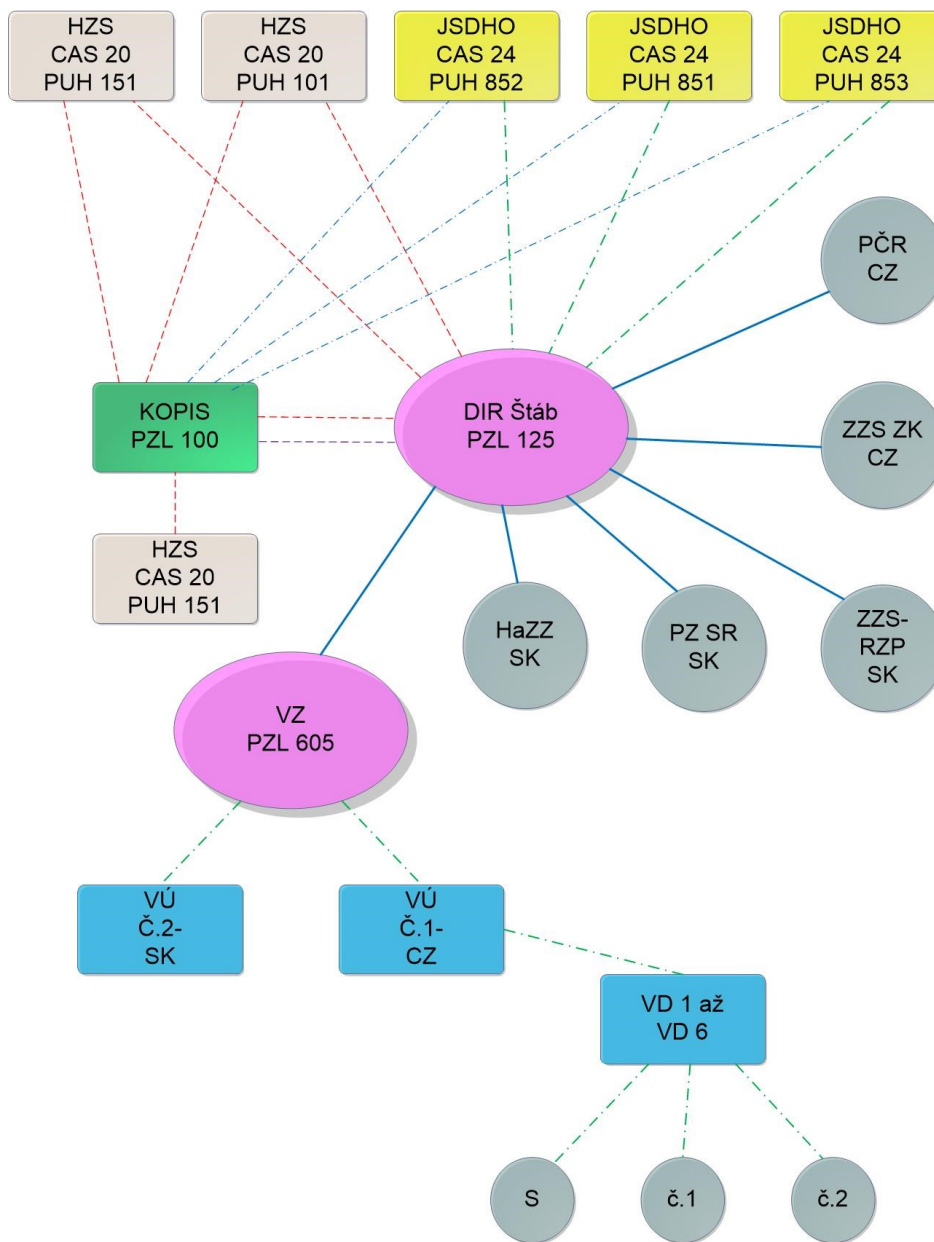 HZS
CAS 20
PUH 151
HZS
CAS 20
PUH 101
JSDHO
CAS 24
PUH 852
JSDHO
CAS 24
PUH 851
JSDHO
CAS 24
PUH 853
PČR
CZ
KOPIS
PZL 100
DIR Štáb
PZL 125
ZZS ZK
CZ
HZS
CAS 20
PUH 151
HaZZ
SK
PZ SR
SK
ZZS-
RZP
SK
VZ
PZL 605
VÚ
Č.2-
SK
VÚ
Č.1-
CZ
VD 1 až
VD 6
S
č.1
č.2